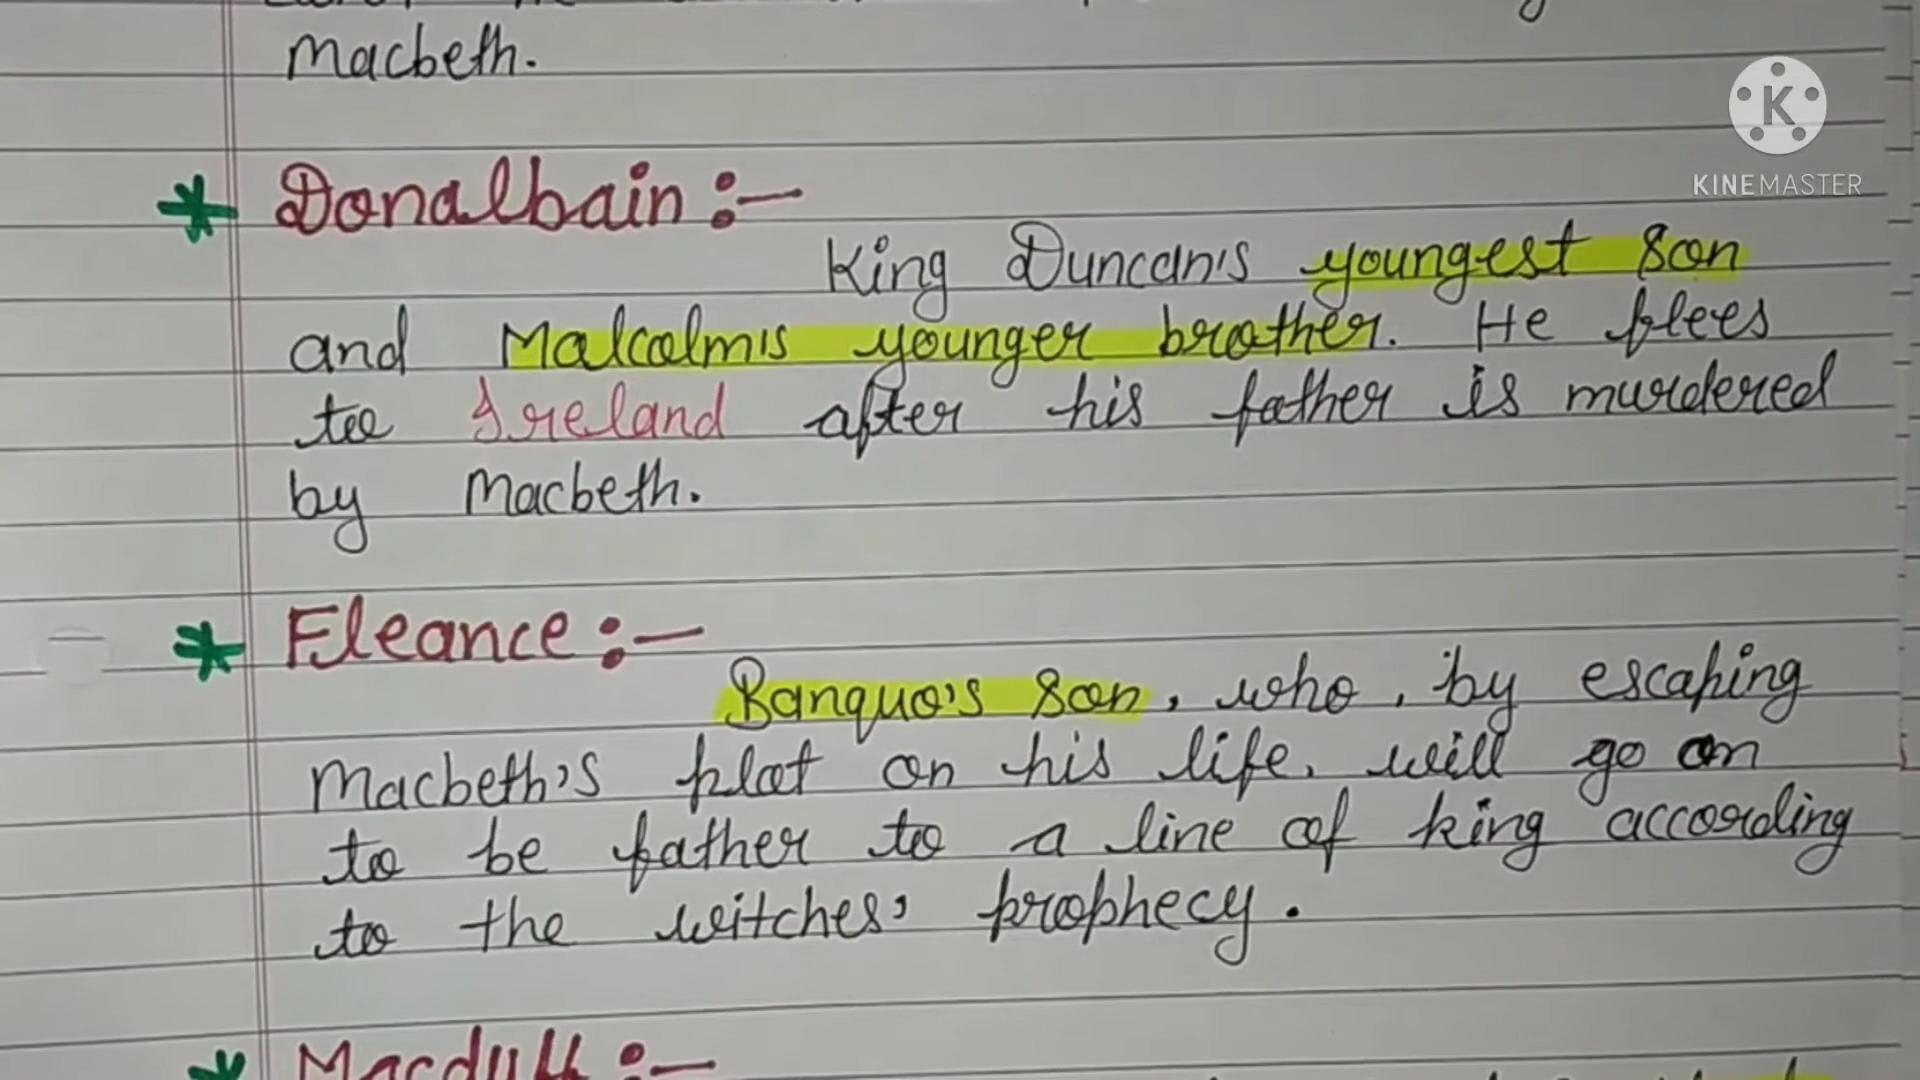 Macbeth.
KINEMASTER
* Donalbain :-
King Duncan's youngest son
and Malcolm's younger brother. He flees
to Ireland after his father is murdered
by Macbeth.
* Fleance :-
Banquo's son, who, by escaping
Macbeth's plot on his life, will go on
to be father to a line of king according
to the witches' prophecy.
* Macduff :-